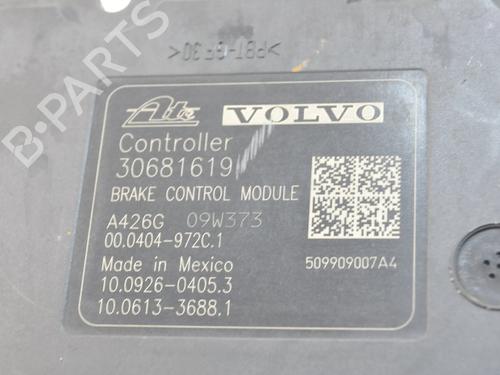 >PBT-GF30<
Ate VOLVO
Controller
30681619
BRAKE CONTROL MODULE
A426G 09W373
00.0404-972C.1
Made in Mexico 509909007A4
10.0926-0405.3
10.0613-3688.1
B-PARTS